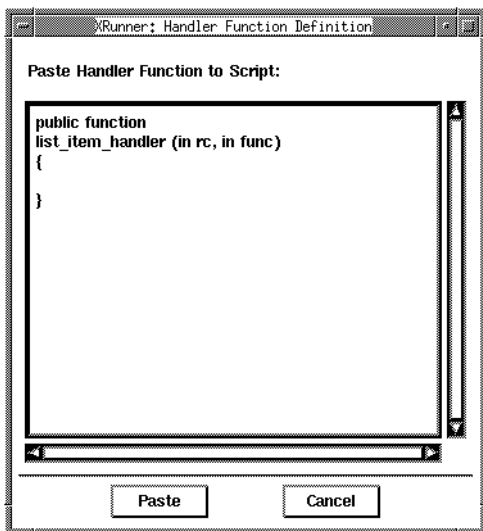 XRunner: Handler Function Definition
Paste Handler Function to Script:
public function
list_item_handler (in rc, in func)
{
}
Paste
Cancel